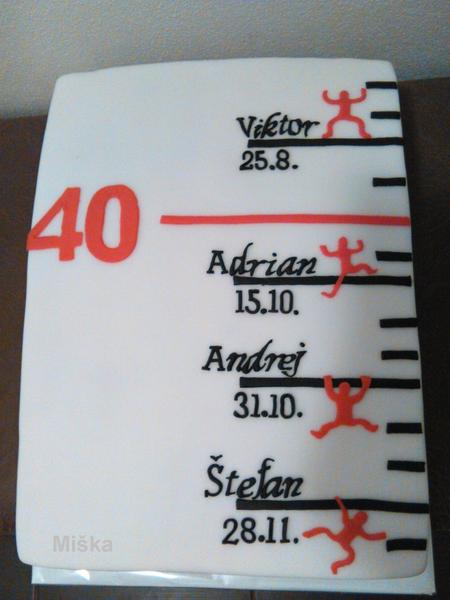 Viktor
25.8.
40
Adrian
15.10.
Andrej
31.10.
Štefan
28.11.
Miška